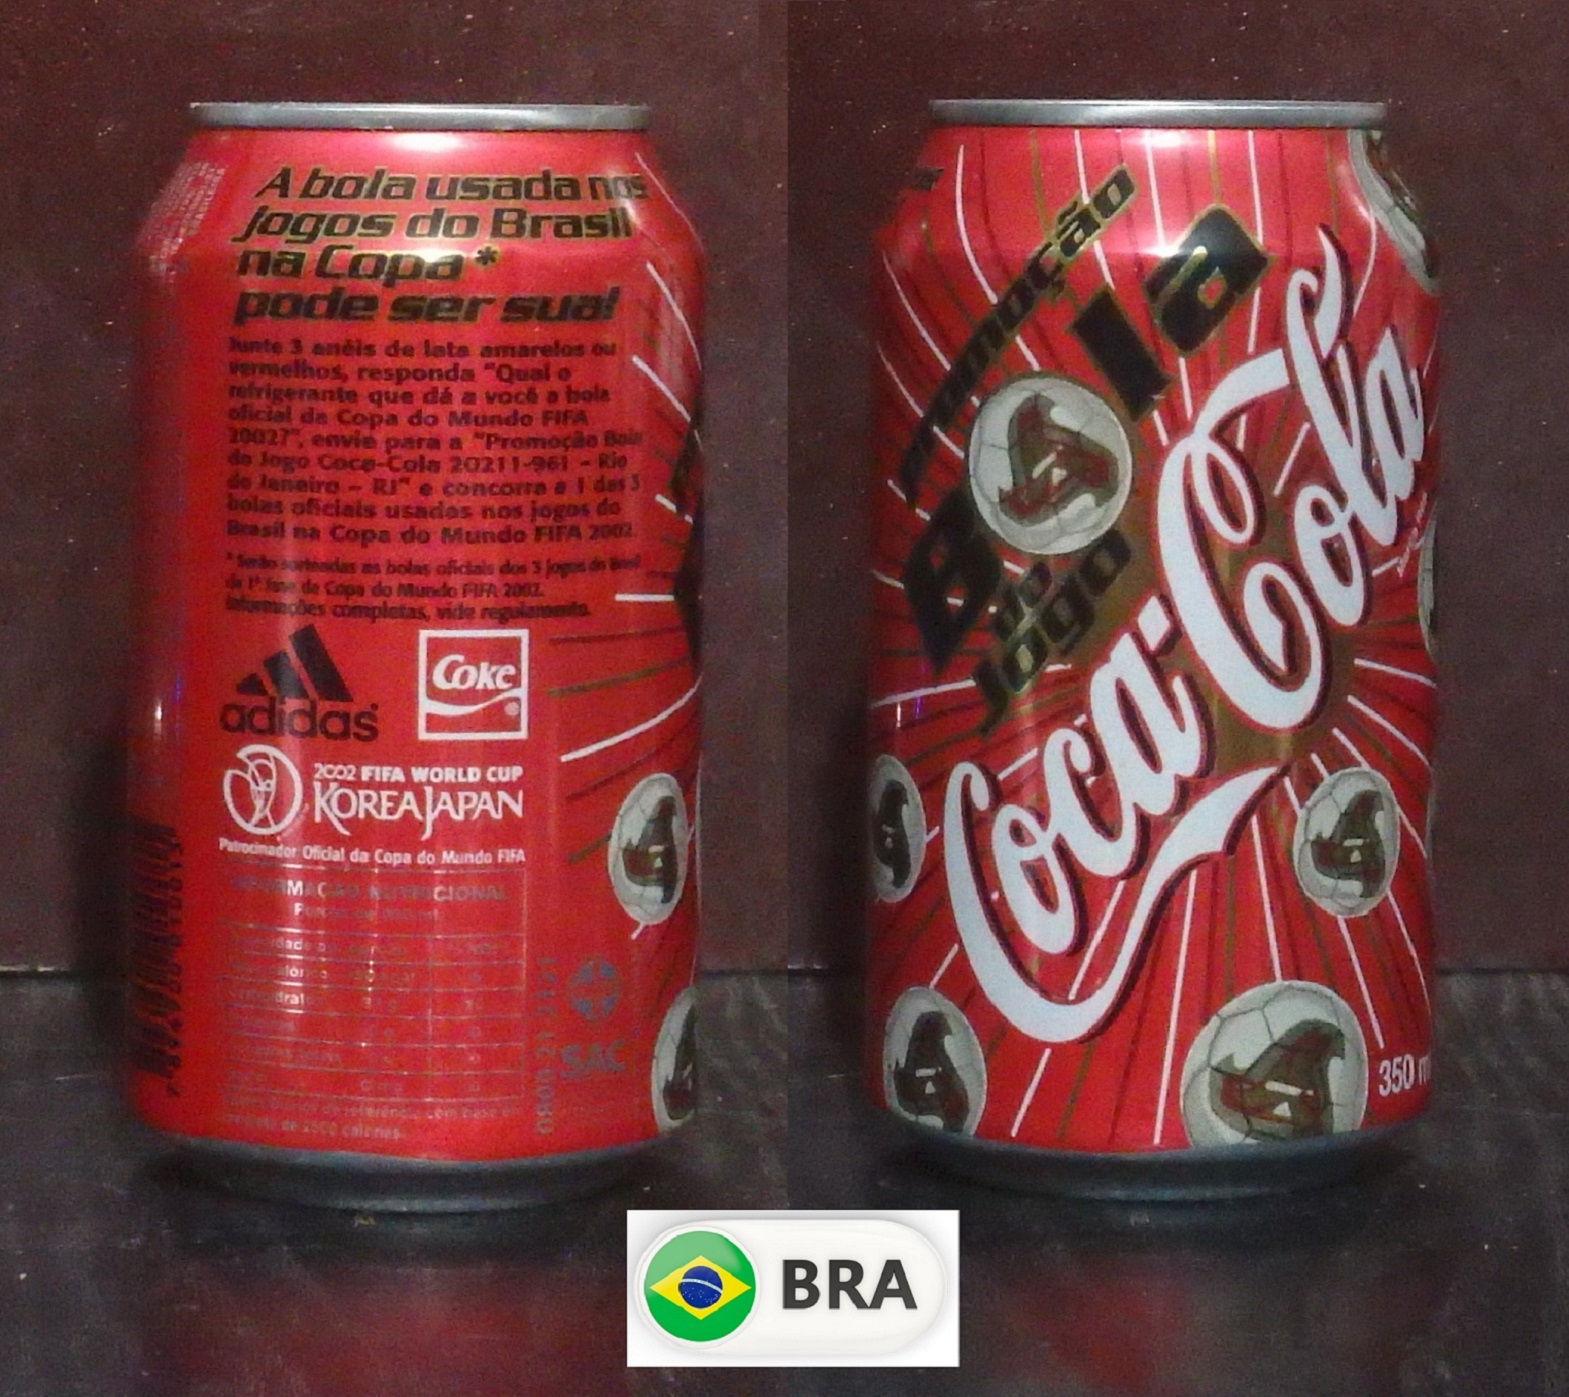 A bola usada nos
jogos do Brasil
na Copa *
pode ser sua!
Junte 3 anéis de lata amarelos ou
vermelhos, responda "Qual o
refrigerante que dá a você a bola
oficial da Copa do Mundo FIFA
2002?", envie para a "Promoção Bola
do Jogo Coca-Cola 20211-961 - Rio
de Janeiro - RJ" e concorra a 1 das 3
bolas oficiais usadas nos jogos do
Brasil na Copa do Mundo FIFA 2002.
* Serão sorteadas as bolas oficiais dos 3 jogos do Brasil
da 1ª fase da Copa do Mundo FIFA 2002.
Informações completas, vide regulamento.
adidas
Coke
2002 FIFA WORLD CUP
KOREA JAPAN
Patrocinador Oficial da Copa do Mundo FIFA
SAC
Promoção
Bola
do
Jogo
Coca-Cola
350 m
BRA